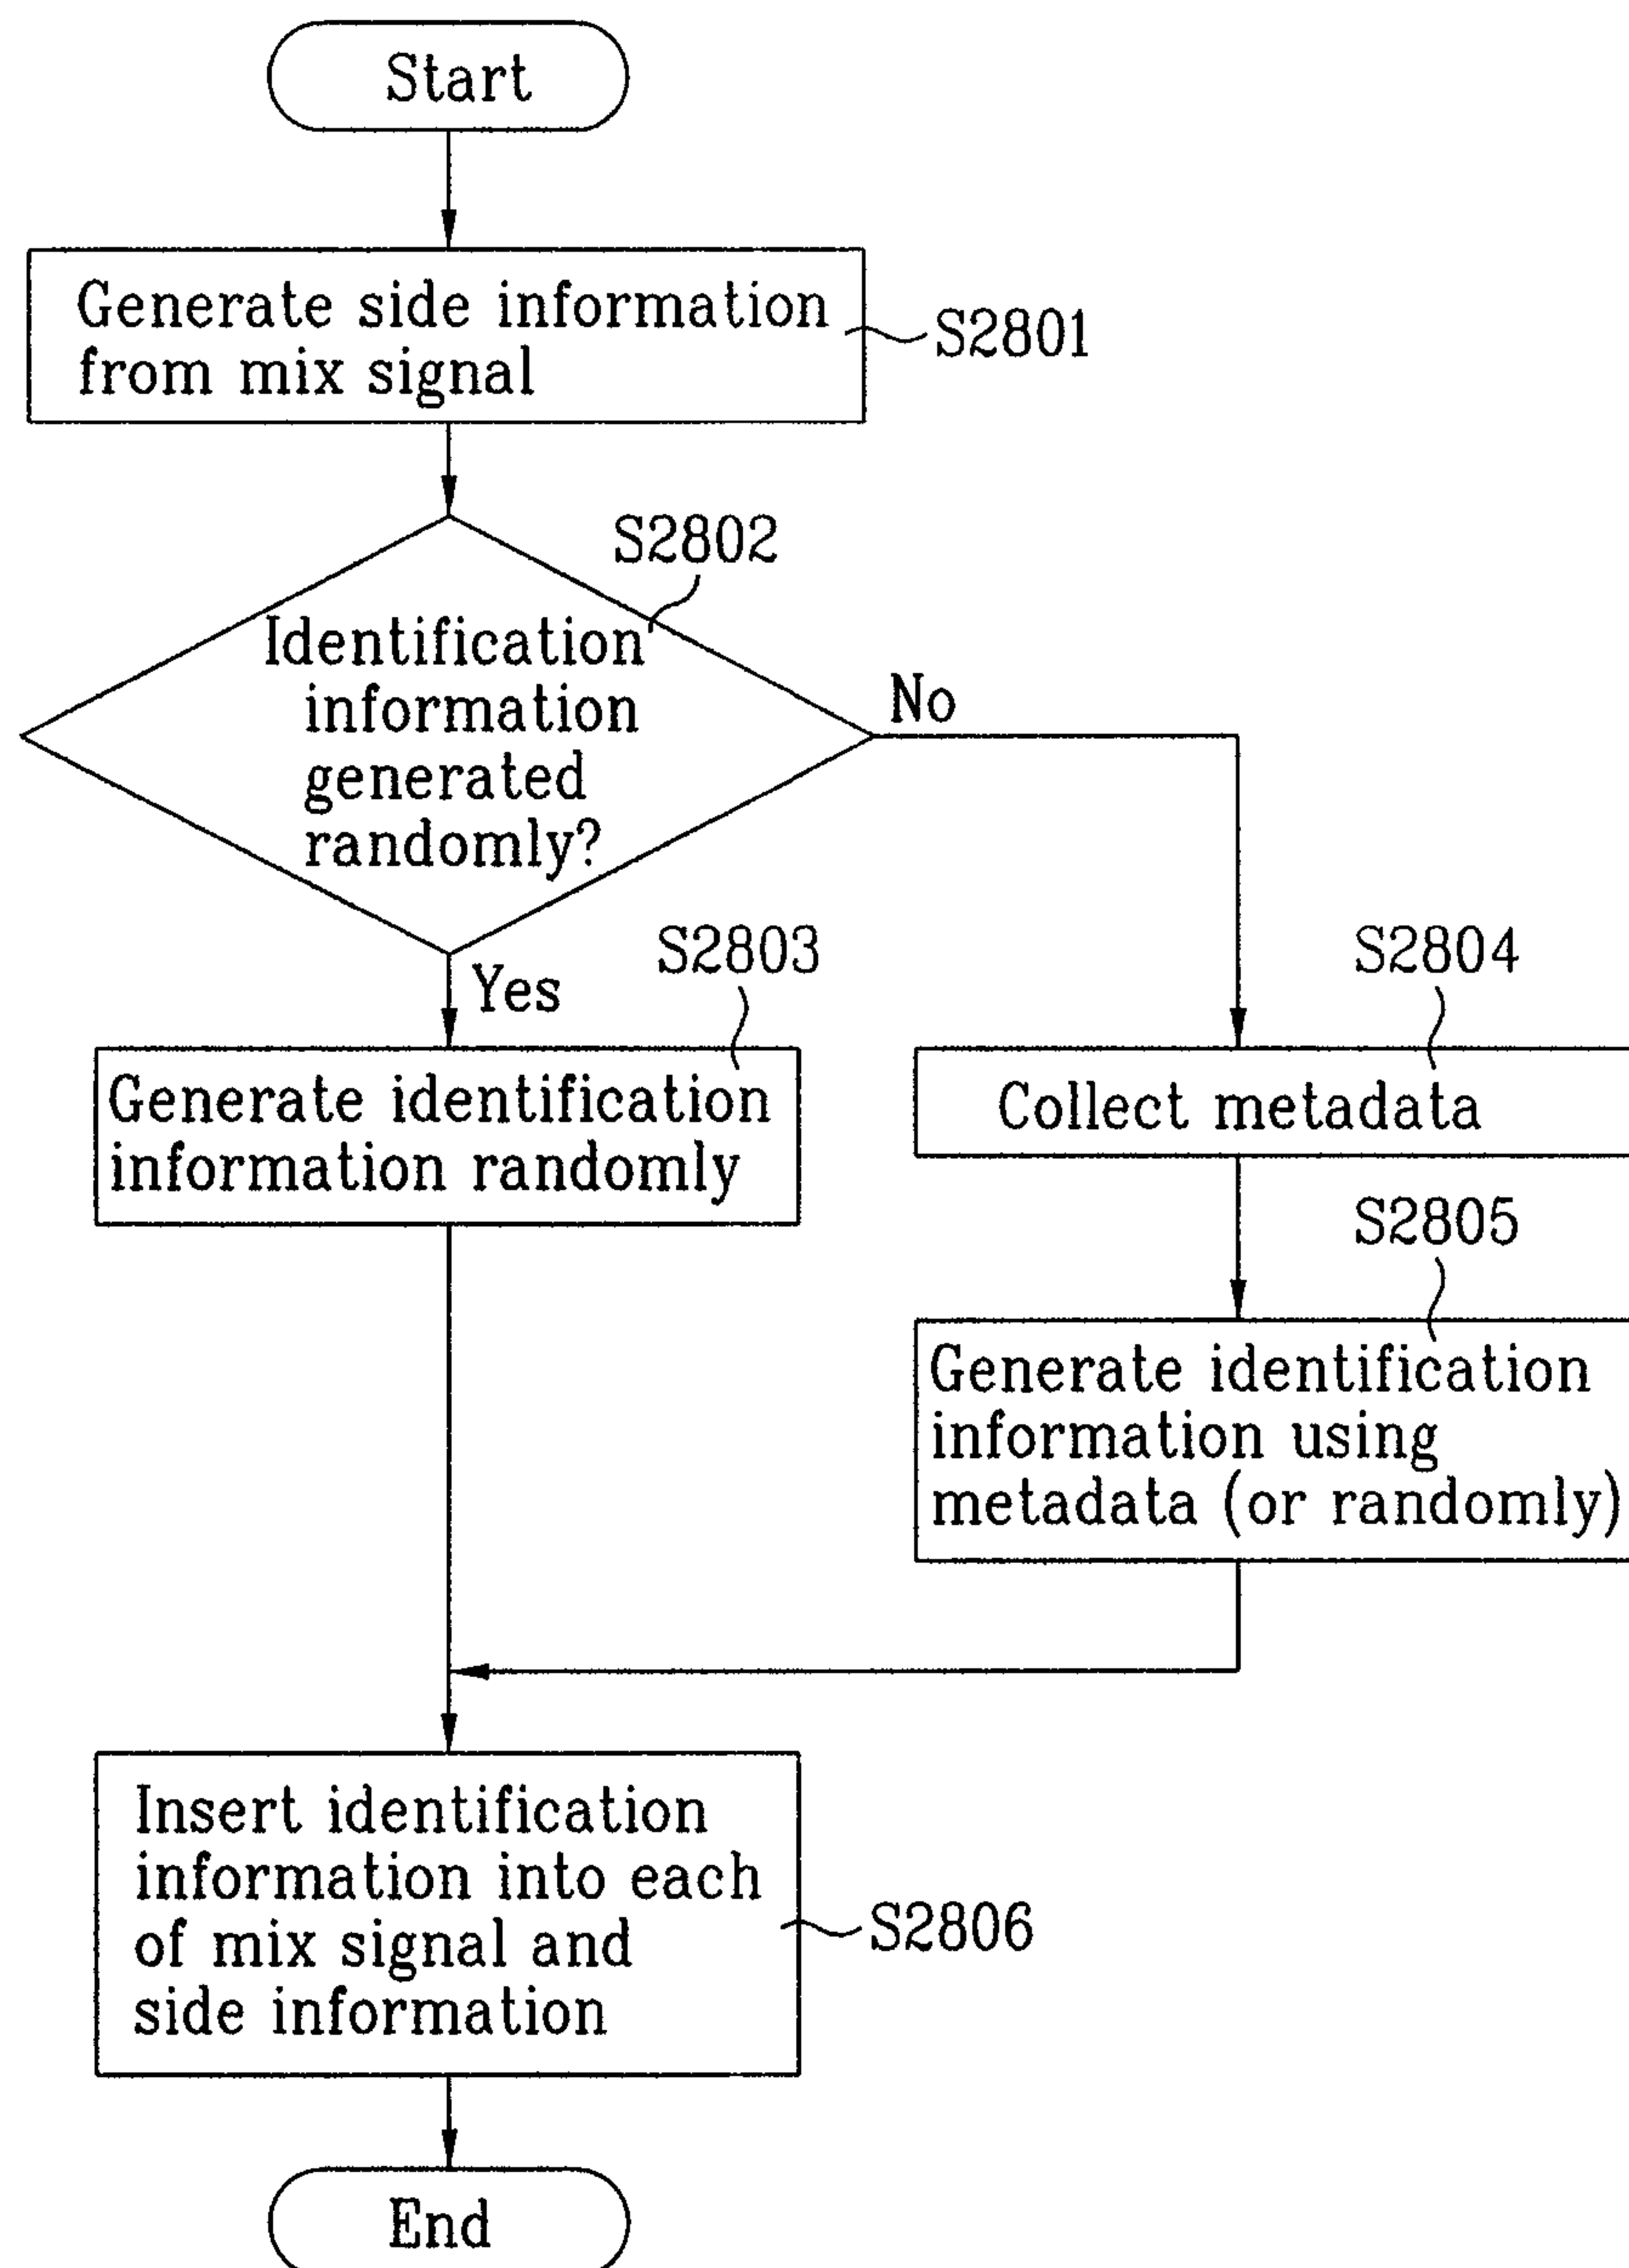 Start
Generate side information
from mix signal
S2801
S2802
Identification
information
generated
randomly?
No
Yes
S2803
Generate identification
information randomly
S2804
Collect metadata
S2805
Generate identification
information using
metadata (or randomly)
Insert identification
information into each
of mix signal and
side information
S2806
End